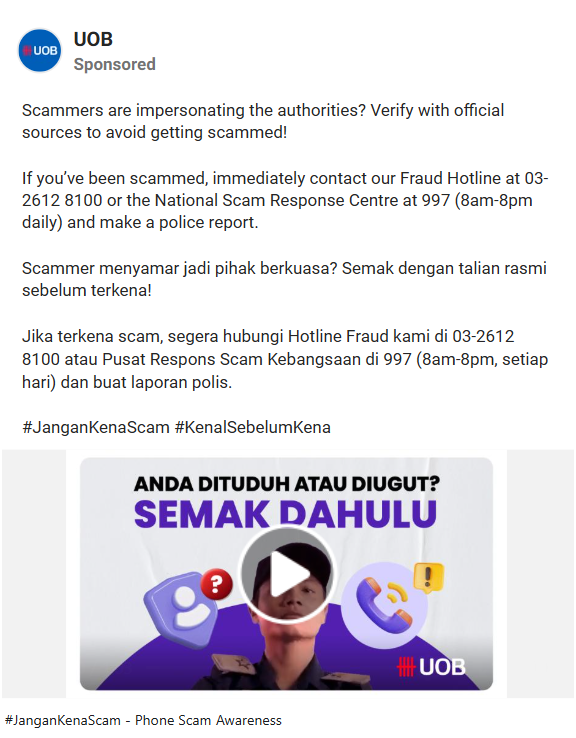 UOB
UOB
Sponsored
Scammers are impersonating the authorities? Verify with official
sources to avoid getting scammed!
If you’ve been scammed, immediately contact our Fraud Hotline at 03-
2612 8100 or the National Scam Response Centre at 997 (8am-8pm
daily) and make a police report.
Scammer menyamar jadi pihak berkuasa? Semak dengan talian rasmi
sebelum terkena!
Jika terkena scam, segera hubungi Hotline Fraud kami di 03-2612
8100 atau Pusat Respons Scam Kebangsaan di 997 (8am-8pm, setiap
hari) dan buat laporan polis.
#JanganKenaScam #KenalSebelumKena
ANDA DITUDUH ATAU DIUGUT?
SEMAK DAHULU
?
!
UOB
#JanganKenaScam - Phone Scam Awareness